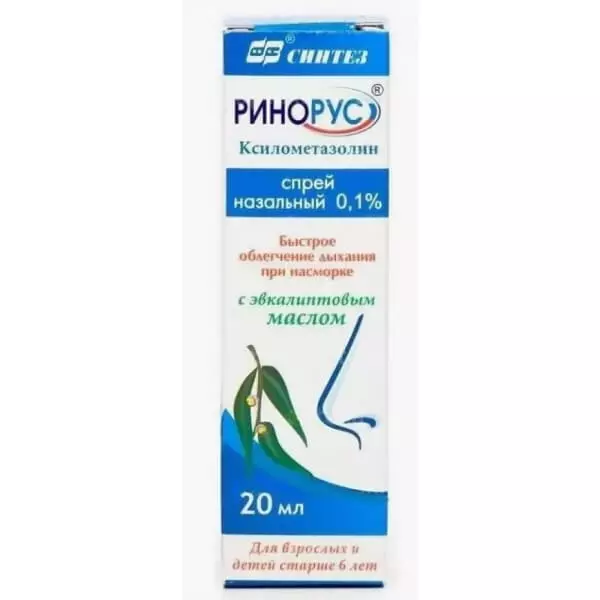 ® СИНТЕЗ
РИНОРУС®
Ксилометазолин
спрей
назальный 0,1%
Быстрое
облегчение дыхания
при насморке
с эвкалиптовым
маслом
20 мл
Для взрослых и
детей старше 6 лет